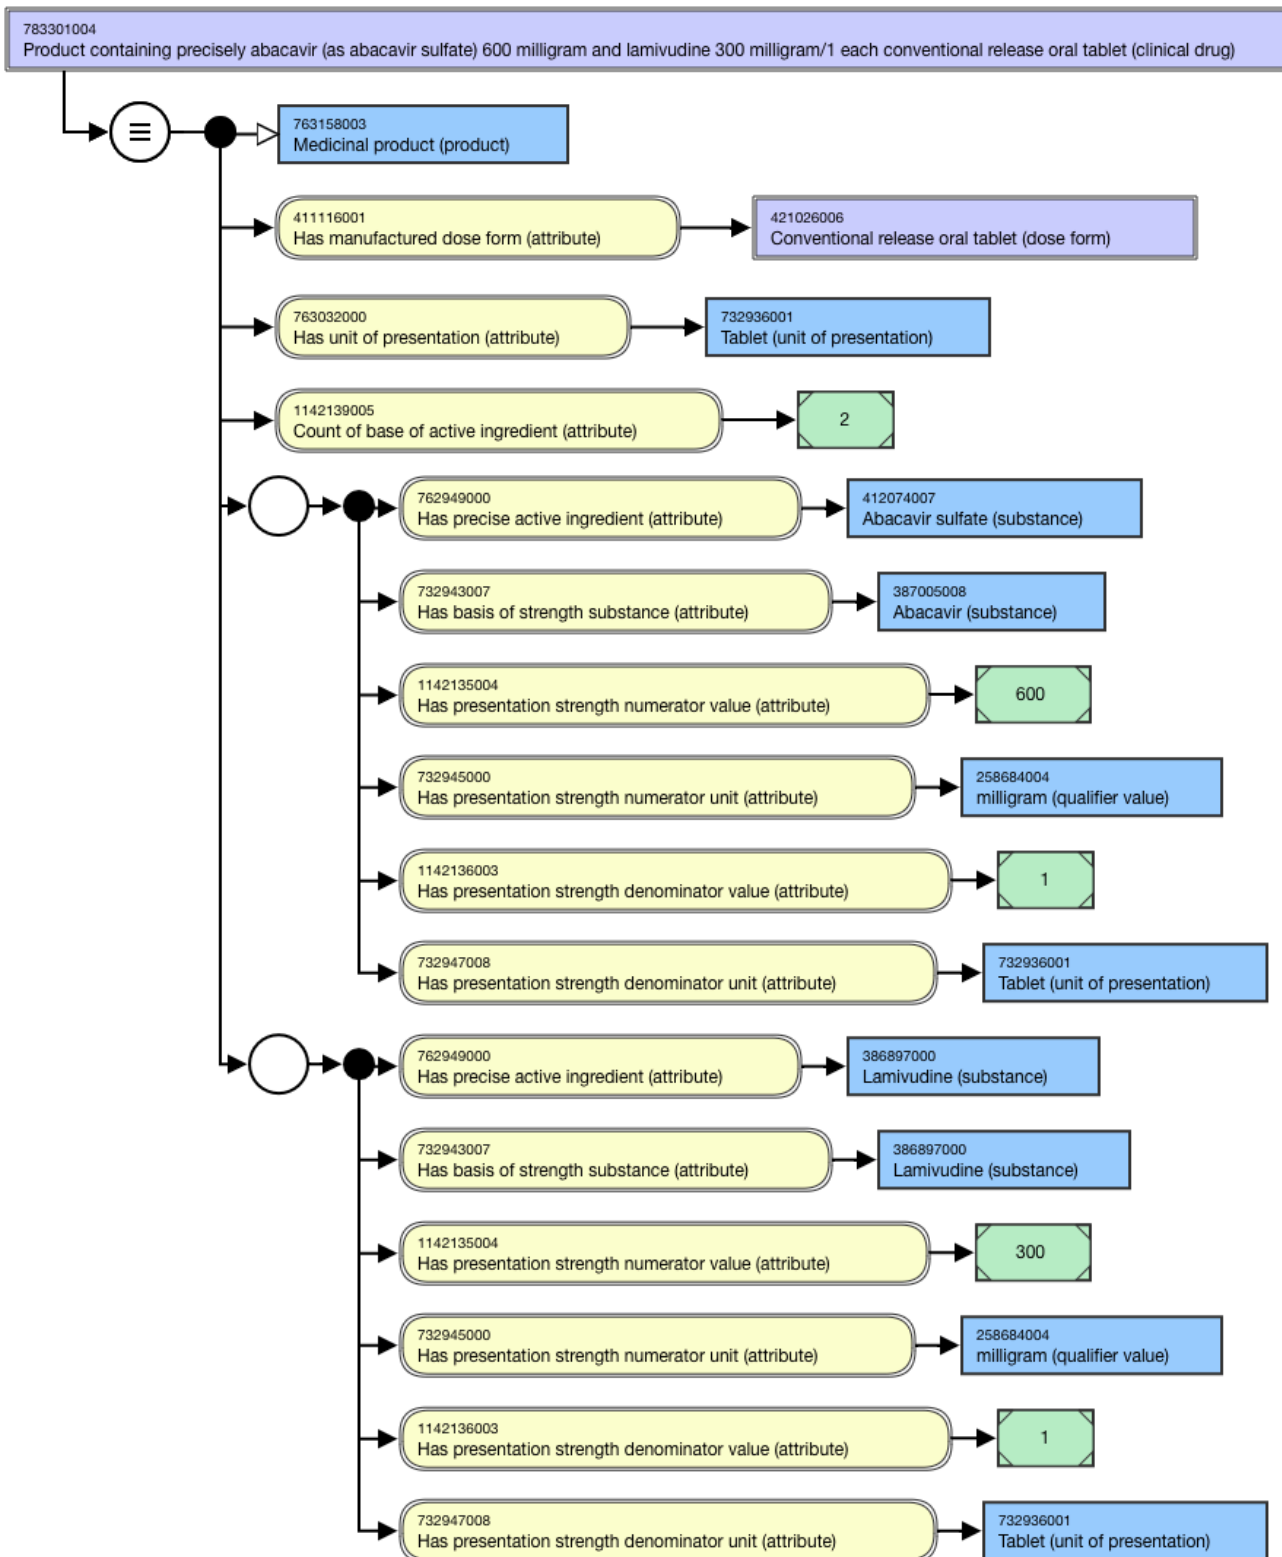 783301004
Product containing precisely abacavir (as abacavir sulfate) 600 milligram and lamivudine 300 milligram/1 each conventional release oral tablet (clinical drug)
763158003
Medicinal product (product)
411116001
Has manufactured dose form (attribute)
421026006
Conventional release oral tablet (dose form)
763032000
Has unit of presentation (attribute)
732936001
Tablet (unit of presentation)
1142139005
Count of base of active ingredient (attribute)
2
762949000
Has precise active ingredient (attribute)
412074007
Abacavir sulfate (substance)
732943007
Has basis of strength substance (attribute)
387005008
Abacavir (substance)
1142135004
Has presentation strength numerator value (attribute)
600
732945000
Has presentation strength numerator unit (attribute)
258684004
milligram (qualifier value)
1142136003
Has presentation strength denominator value (attribute)
1
732947008
Has presentation strength denominator unit (attribute)
732936001
Tablet (unit of presentation)
762949000
Has precise active ingredient (attribute)
386897000
Lamivudine (substance)
732943007
Has basis of strength substance (attribute)
386897000
Lamivudine (substance)
1142135004
Has presentation strength numerator value (attribute)
300
732945000
Has presentation strength numerator unit (attribute)
258684004
milligram (qualifier value)
1142136003
Has presentation strength denominator value (attribute)
1
732947008
Has presentation strength denominator unit (attribute)
732936001
Tablet (unit of presentation)